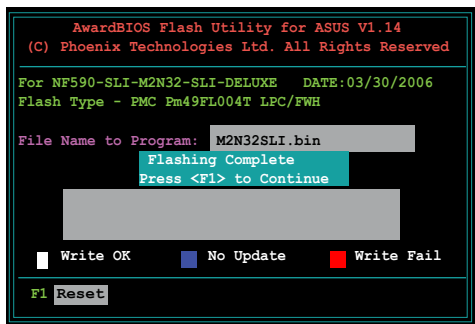 AwardBIOS Flash Utility for ASUS V1.14
(C) Phoenix Technologies Ltd. All Rights Reserved
For NF590-SLI-M2N32-SLI-DELUXE DATE:03/30/2006
Flash Type - PMC Pm49FL004T LPC/FWH
File Name to Program: M2N32SLI.bin
Flashing Complete
Press <F1> to Continue
Write OK No Update Write Fail
F1 Reset